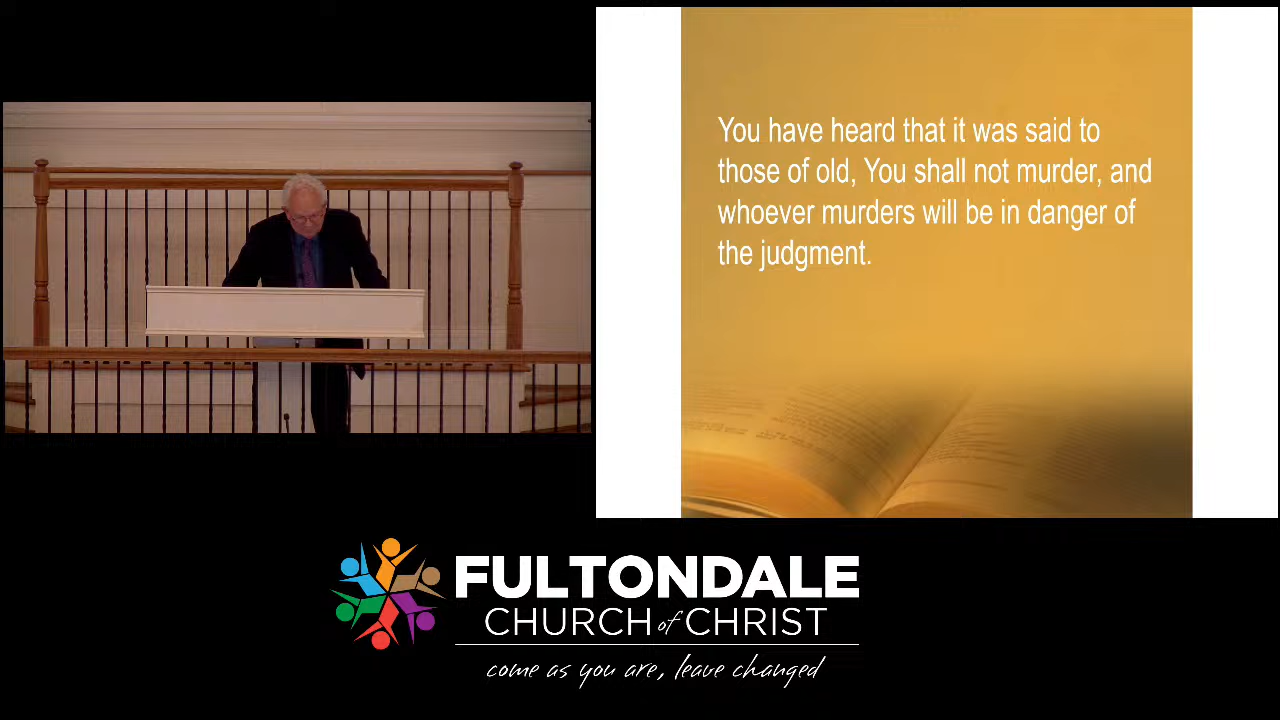 You have heard that it was said to
those of old, You shall not murder, and
whoever murders will be in danger of
the judgment.
FULTONDALE
CHURCH of CHRIST
come as you are, leave changed